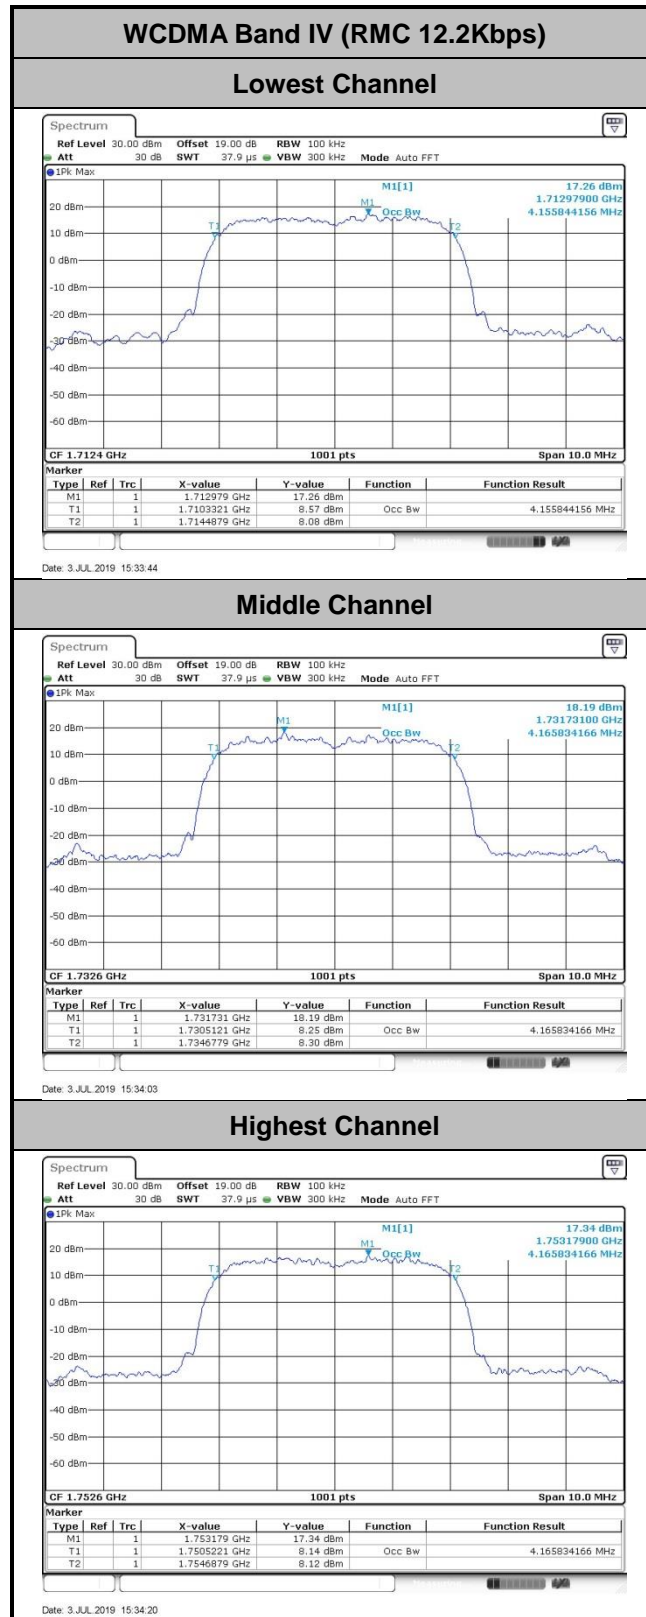 WCDMA Band IV (RMC 12.2Kbps)
Lowest Channel
Spectrum
Ref Level 30.00 dBm Offset 19.00 dB RBW 100 kHz
Att 30 dB SWT 37.9 µs VBW 300 kHz Mode Auto FFT
1Pk Max
M1[1] 17.26 dBm
1.71297900 GHz
M1
Occ Bw 4.155844156 MHz
20 dBm
T1
T2
10 dBm
0 dBm
-10 dBm
-20 dBm
-30 dBm
-40 dBm
-50 dBm
-60 dBm
CF 1.7124 GHz 1001 pts Span 10.0 MHz
Marker
Type Ref Trc X-value Y-value Function Function Result
M1 1 1.712979 GHz 17.26 dBm
T1 1 1.7103321 GHz 8.57 dBm Occ Bw 4.155844156 MHz
T2 1 1.7144879 GHz 8.08 dBm
Date: 3.JUL.2019 15:33:44
Middle Channel
Spectrum
Ref Level 30.00 dBm Offset 19.00 dB RBW 100 kHz
Att 30 dB SWT 37.9 µs VBW 300 kHz Mode Auto FFT
1Pk Max
M1[1] 18.19 dBm
1.73173100 GHz
M1
20 dBm
Occ Bw 4.165834166 MHz
T1
T2
10 dBm
0 dBm
-10 dBm
-20 dBm
-30 dBm
-40 dBm
-50 dBm
-60 dBm
CF 1.7326 GHz 1001 pts Span 10.0 MHz
Marker
Type Ref Trc X-value Y-value Function Function Result
M1 1 1.731731 GHz 18.19 dBm
T1 1 1.7305121 GHz 8.25 dBm Occ Bw 4.165834166 MHz
T2 1 1.7346779 GHz 8.30 dBm
Date: 3.JUL.2019 15:34:03
Highest Channel
Spectrum
Ref Level 30.00 dBm Offset 19.00 dB RBW 100 kHz
Att 30 dB SWT 37.9 µs VBW 300 kHz Mode Auto FFT
1Pk Max
M1[1] 17.34 dBm
1.75317900 GHz
M1
20 dBm
Occ Bw 4.165834166 MHz
T1
T2
10 dBm
0 dBm
-10 dBm
-20 dBm
-30 dBm
-40 dBm
-50 dBm
-60 dBm
CF 1.7526 GHz 1001 pts Span 10.0 MHz
Marker
Type Ref Trc X-value Y-value Function Function Result
M1 1 1.753179 GHz 17.34 dBm
T1 1 1.7505221 GHz 8.14 dBm Occ Bw 4.165834166 MHz
T2 1 1.7546879 GHz 8.12 dBm
Date: 3.JUL.2019 15:34:20